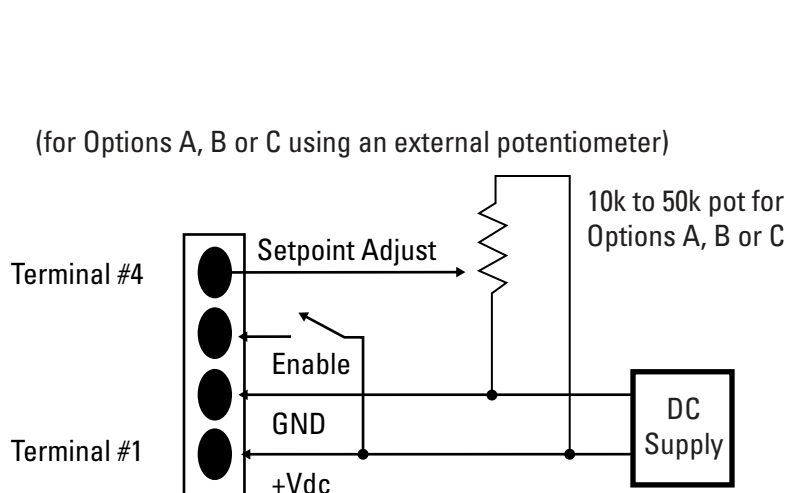 (for Options A, B or C using an external potentiometer)
10k to 50k pot for
Options A, B or C
Setpoint Adjust
Terminal #4
Enable
GND
DC
Supply
Terminal #1
+Vdc